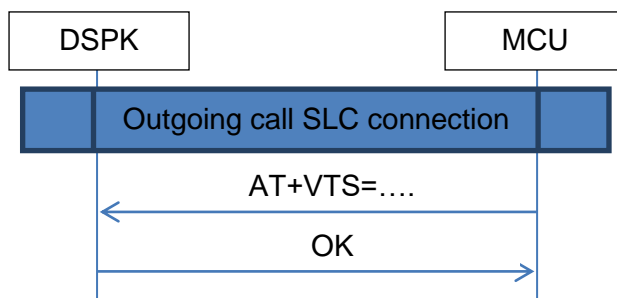 DSPK
MCU
Outgoing call SLC connection
AT+VTS=....
OK